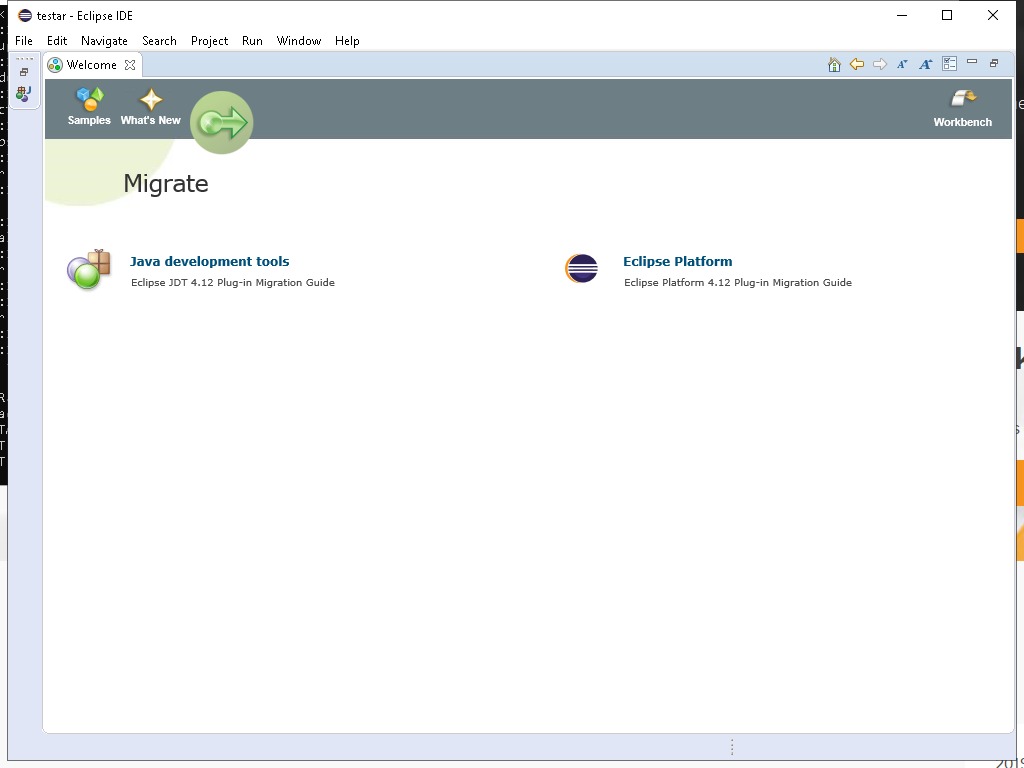 testar - Eclipse IDE
File Edit Navigate Search Project Run Window Help
Welcome
Samples What's New Workbench
Migrate
Java development tools Eclipse Platform
Eclipse JDT 4.12 Plug-in Migration Guide Eclipse Platform 4.12 Plug-in Migration Guide